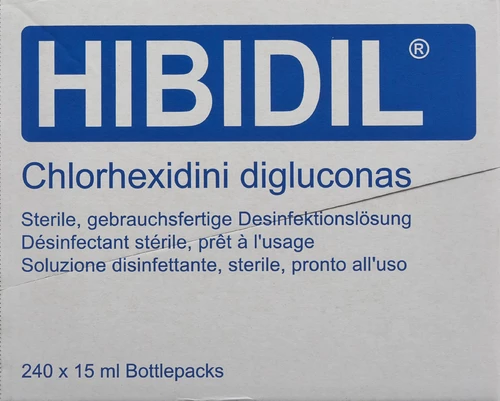 HIBIDIL®
Chlorhexidini digluconas
Sterile, gebrauchsfertige Desinfektionslösung
Désinfectant stérile, prêt à l'usage
Soluzione disinfettante, sterile, pronto all'uso
240 x 15 ml Bottlepacks